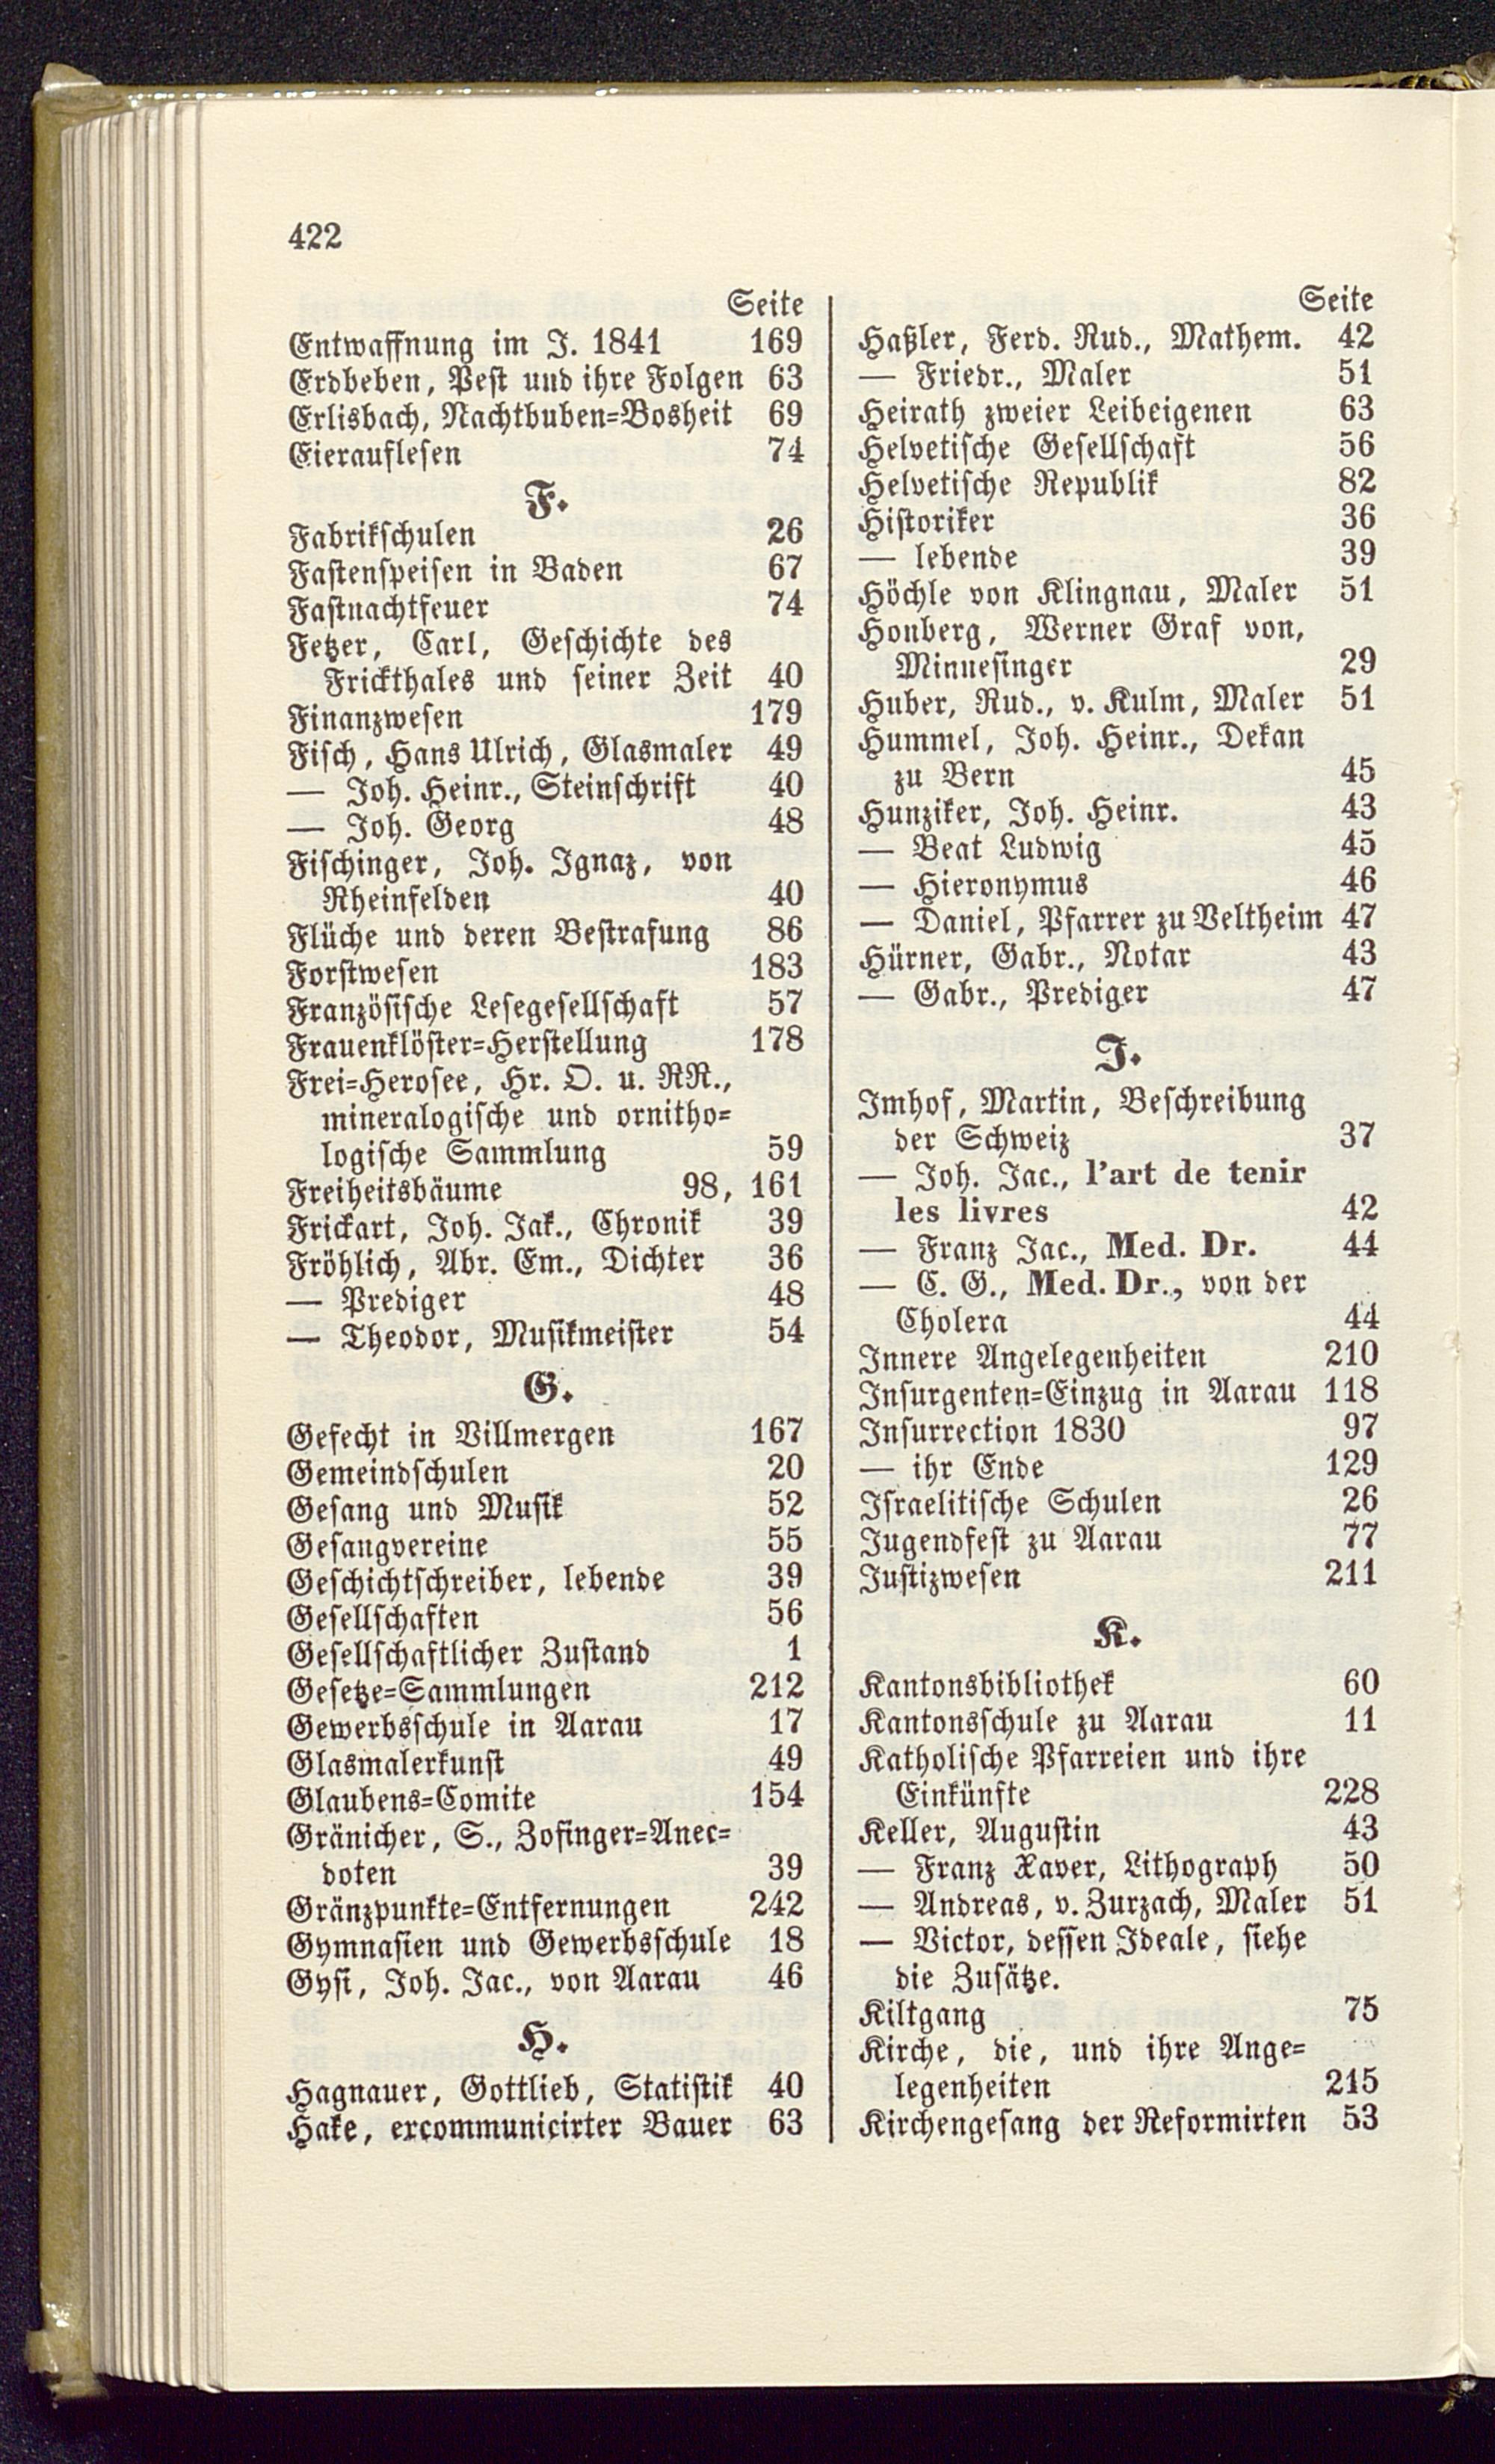 422
Seite
Entwaffnung im J. 1841 169
Erdbeben, Pest und ihre Folgen 63
Erlisbach, Nachtbuben=Bosheit 69
Eierauflesen 74
F.
Fabrikschulen 26
Fastenspeisen in Baden 67
Fastnachtfeuer 74
Fetzer, Carl, Geschichte des
Frickthales und seiner Zeit 40
Finanzwesen 179
Fisch, Hans Ulrich, Glasmaler 49
— Joh. Heinr., Steinschrift 40
— Joh. Georg 48
Fischinger, Joh. Ignaz, von
Rheinfelden 40
Flüche und deren Bestrafung 86
Forstwesen 183
Französische Lesegesellschaft 57
Frauenklöster=Herstellung 178
Frei=Herosee, Hr. O. u. RR.,
mineralogische und ornitho=
logische Sammlung 59
Freiheitsbäume 98, 161
Frickart, Joh. Jak., Chronik 39
Fröhlich, Abr. Em., Dichter 36
— Prediger 48
— Theodor, Musikmeister 54
G.
Gefecht in Villmergen 167
Gemeindschulen 20
Gesang und Musik 52
Gesangvereine 55
Geschichtschreiber, lebende 39
Gesellschaften 56
Gesellschaftlicher Zustand 1
Gesetze=Sammlungen 212
Gewerbsschule in Aarau 17
Glasmalerkunst 49
Glaubens=Comite 154
Gränicher, S., Zofinger=Anec=
doten 39
Gränzpunkte=Entfernungen 242
Gymnasien und Gewerbsschule 18
Gysi, Joh. Jac., von Aarau 46
H.
Hagnauer, Gottlieb, Statistik 40
Hake, excommunicirter Bauer 63
Seite
Haßler, Ferd. Rud., Mathem. 42
— Friedr., Maler 51
Heirath zweier Leibeigenen 63
Helvetische Gesellschaft 56
Helvetische Republik 82
Historiker 36
— lebende 39
Höchle von Klingnau, Maler 51
Honberg, Werner Graf von,
Minnesinger 29
Huber, Rud., v. Kulm, Maler 51
Hummel, Joh. Heinr., Dekan
zu Bern 45
Hunziker, Joh. Heinr. 43
— Beat Ludwig 45
— Hieronymus 46
— Daniel, Pfarrer zu Veltheim 47
Hürner, Gabr., Notar 43
— Gabr., Prediger 47
J.
Imhof, Martin, Beschreibung
der Schweiz 37
— Joh. Jac., l'art de tenir
les livres 42
— Franz Jac., Med. Dr. 44
— C. G., Med. Dr., von der
Cholera 44
Innere Angelegenheiten 210
Insurgenten=Einzug in Aarau 118
Insurrection 1830 97
— ihr Ende 129
Israelitische Schulen 26
Jugendfest zu Aarau 77
Justizwesen 211
K.
Kantonsbibliothek 60
Kantonsschule zu Aarau 11
Katholische Pfarreien und ihre
Einkünfte 228
Keller, Augustin 43
— Franz Xaver, Lithograph 50
— Andreas, v. Zurzach, Maler 51
— Victor, dessen Ideale, siehe
die Zusätze.
Kiltgang 75
Kirche, die, und ihre Ange=
legenheiten 215
Kirchengesang der Reformirten 53